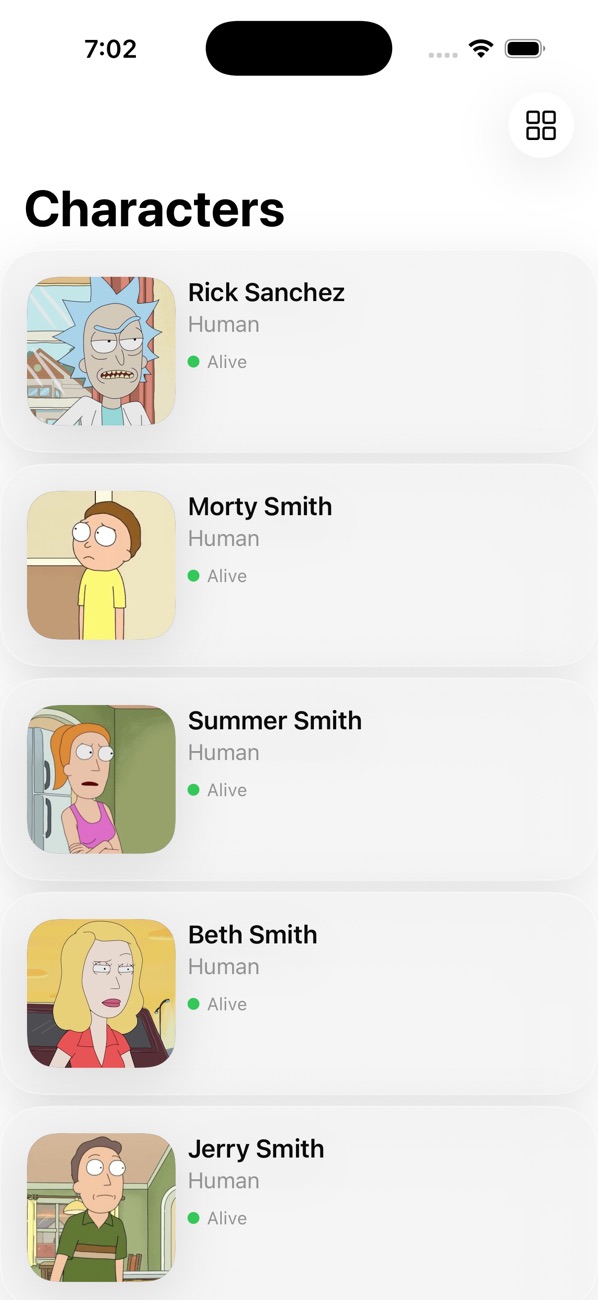 7:02
Characters
Rick Sanchez
Human
Alive
Morty Smith
Human
Alive
Summer Smith
Human
Alive
Beth Smith
Human
Alive
Jerry Smith
Human
Alive